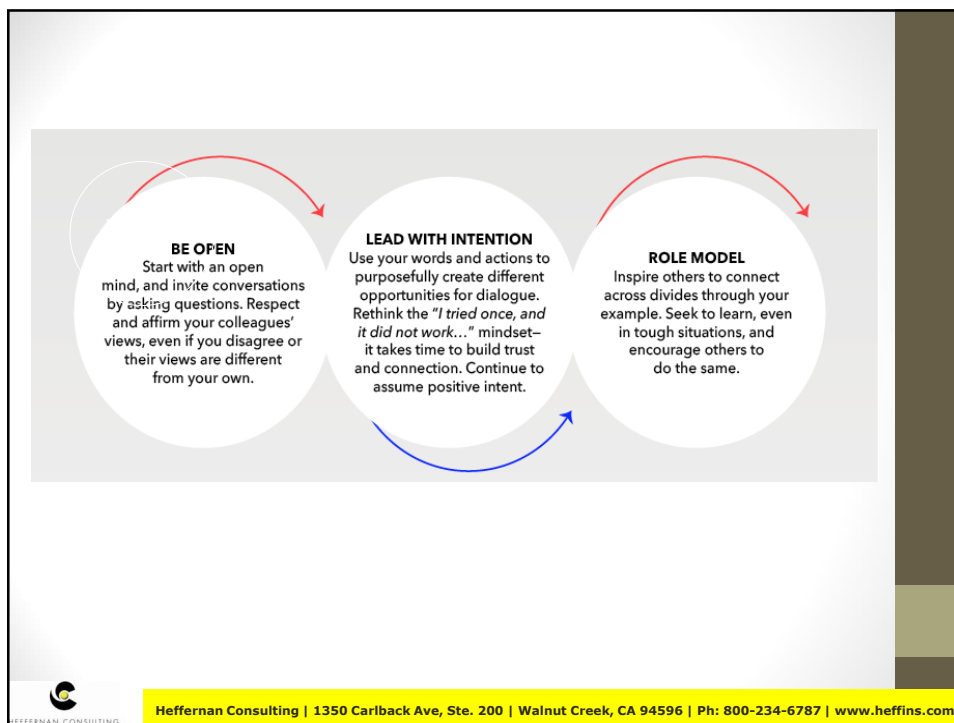 BE OPEN
Start with an open
mind, and invite conversations
by asking questions. Respect
and affirm your colleagues’
views, even if you disagree or
their views are different
from your own.
LEAD WITH INTENTION
Use your words and actions to
purposefully create different
opportunities for dialogue.
Rethink the “I tried once, and
it did not work…” mindset—
it takes time to build trust
and connection. Continue to
assume positive intent.
ROLE MODEL
Inspire others to connect
across divides through your
example. Seek to learn, even
in tough situations, and
encourage others to
do the same.
HEFFERNAN CONSULTING
Heffernan Consulting | 1350 Carlback Ave, Ste. 200 | Walnut Creek, CA 94596 | Ph: 800-234-6787 | www.heffins.com